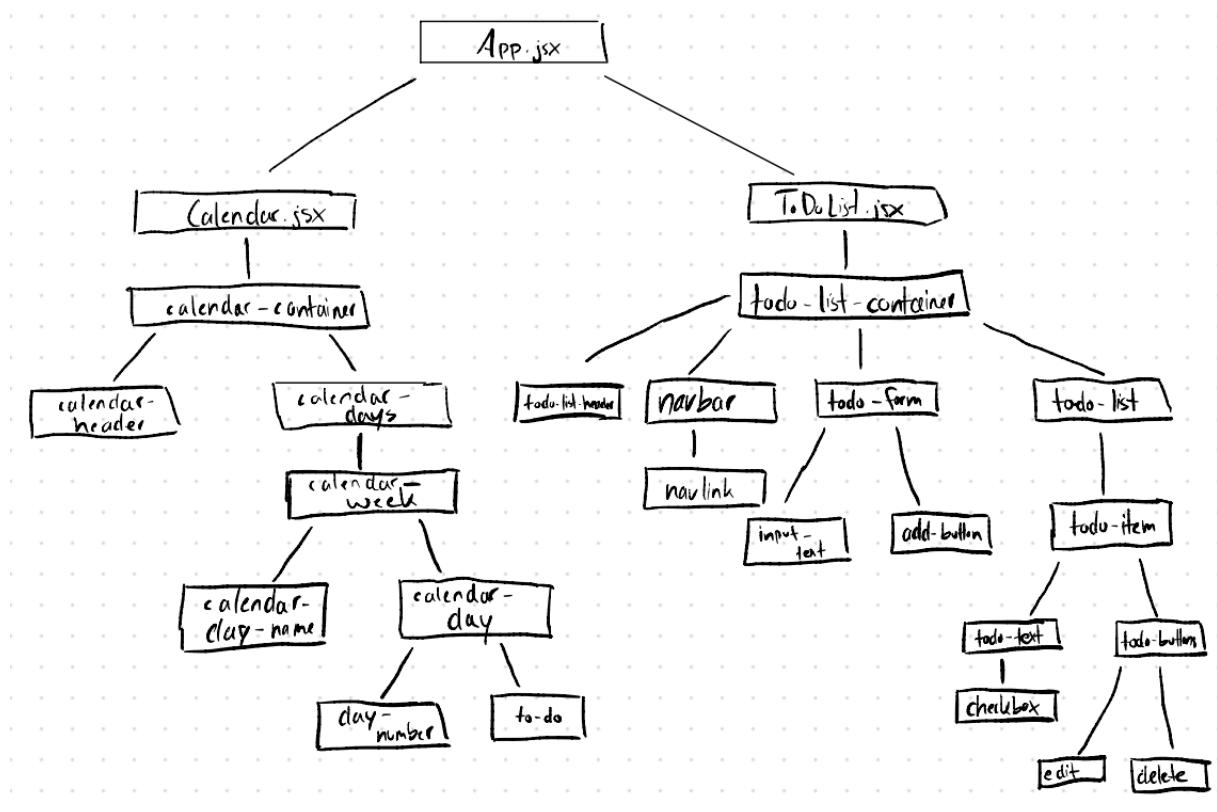 App.jsx
Calendar.jsx
ToDoList.jsx
calendar-container
todo-list-container
calendar-
header
calendar-
days
todo-list-header
navbar
todo-form
todo-list
calendar-
week
navlink
input-
text
add-button
todo-item
calendar-
day-name
calendar-
day
todo-text
todo-buttons
day-
number
to-do
checkbox
edit
delete